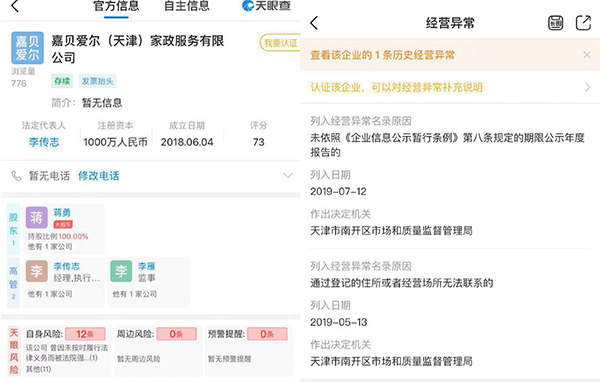 官方信息
自主信息
天眼查
嘉贝
爱尔
嘉贝爱尔（天津）家政服务有限
公司
我要认证
浏览量
776
存续
发票抬头
简介： 暂无信息
法定代表人
注册资本
成立日期
评分
李传志
1000万人民币
2018.06.04
73
暂无电话 修改电话
股东1
蒋
蒋勇
大股东
持股比例 100.00%
他有 1 家公司
高管2
李
李传志
经理,执行...
他有 1 家公司
李
李雁
监事
他有 1 家公司
天眼风险
自身风险: 12条
该公司 曾因未按时履行法
律义务而被法院强...(1)
其他(11)
周边风险: 0条
暂无周边风险
预警提醒: 0条
暂无预警提醒
经营异常
查看该企业的 1 条历史经营异常
认证该企业，可以对经营异常补充说明
列入经营异常名录原因
未依照《企业信息公示暂行条例》第八条规定的期限公示年度
报告的
列入日期
2019-07-12
作出决定机关
天津市南开区市场和质量监督管理局
列入经营异常名录原因
通过登记的住所或者经营场所无法联系的
列入日期
2019-05-13
作出决定机关
天津市南开区市场和质量监督管理局